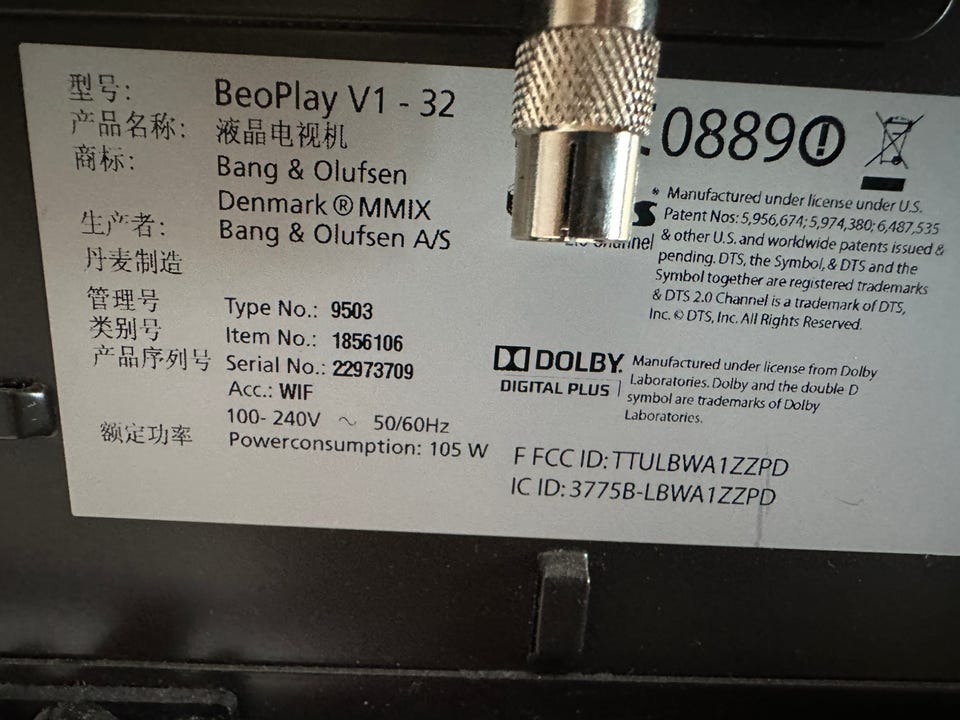 型号: BeoPlay V1 - 32
产品名称: 液晶电视机
商标: Bang & Olufsen
Denmark ® MMIX
生产者: Bang & Olufsen A/S
丹麦制造
管理号 Type No.: 9503
类别号 Item No.: 1856106
产品序列号 Serial No.: 22973709
Acc.: WIF
100- 240V ~ 50/60Hz
额定功率 Powerconsumption: 105 W
0889
Channel
Manufactured under license under U.S.
Patent Nos: 5,956,674; 5,974,380; 6,487,535
& other U.S. and worldwide patents issued &
pending. DTS, the Symbol, & DTS and the
Symbol together are registered trademarks
& DTS 2.0 Channel is a trademark of DTS,
Inc. © DTS, Inc. All Rights Reserved.
DOLBY.
DIGITAL PLUS
Manufactured under license from Dolby
Laboratories. Dolby and the double D
symbol are trademarks of Dolby
Laboratories.
F FCC ID: TTULBWA1ZZPD
IC ID: 3775B-LBWA1ZZPD